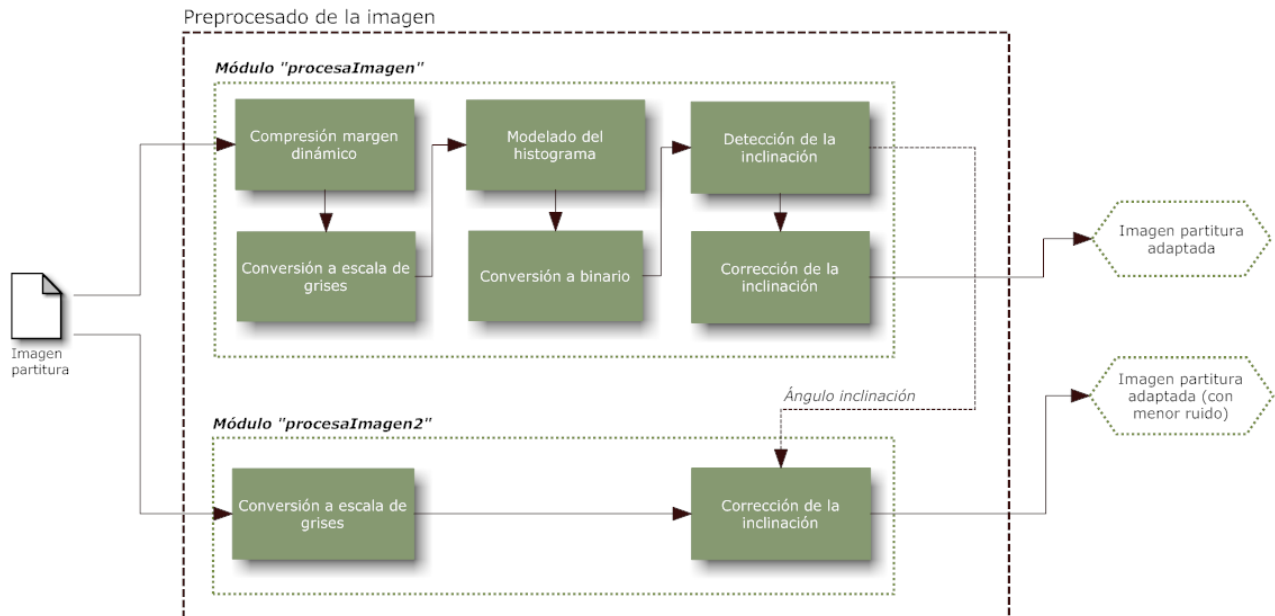 Preprocesado de la imagen
Módulo "procesaImagen"
Compresión margen
dinámico
Modelado del
histograma
Detección de la
inclinación
Conversión a escala de
grises
Conversión a binario
Corrección de la
inclinación
Imagen partitura
adaptada
Imagen
partitura
Ángulo inclinación
Imagen partitura
adaptada (con
menor ruido)
Módulo "procesaImagen2"
Conversión a escala de
grises
Corrección de la
inclinación